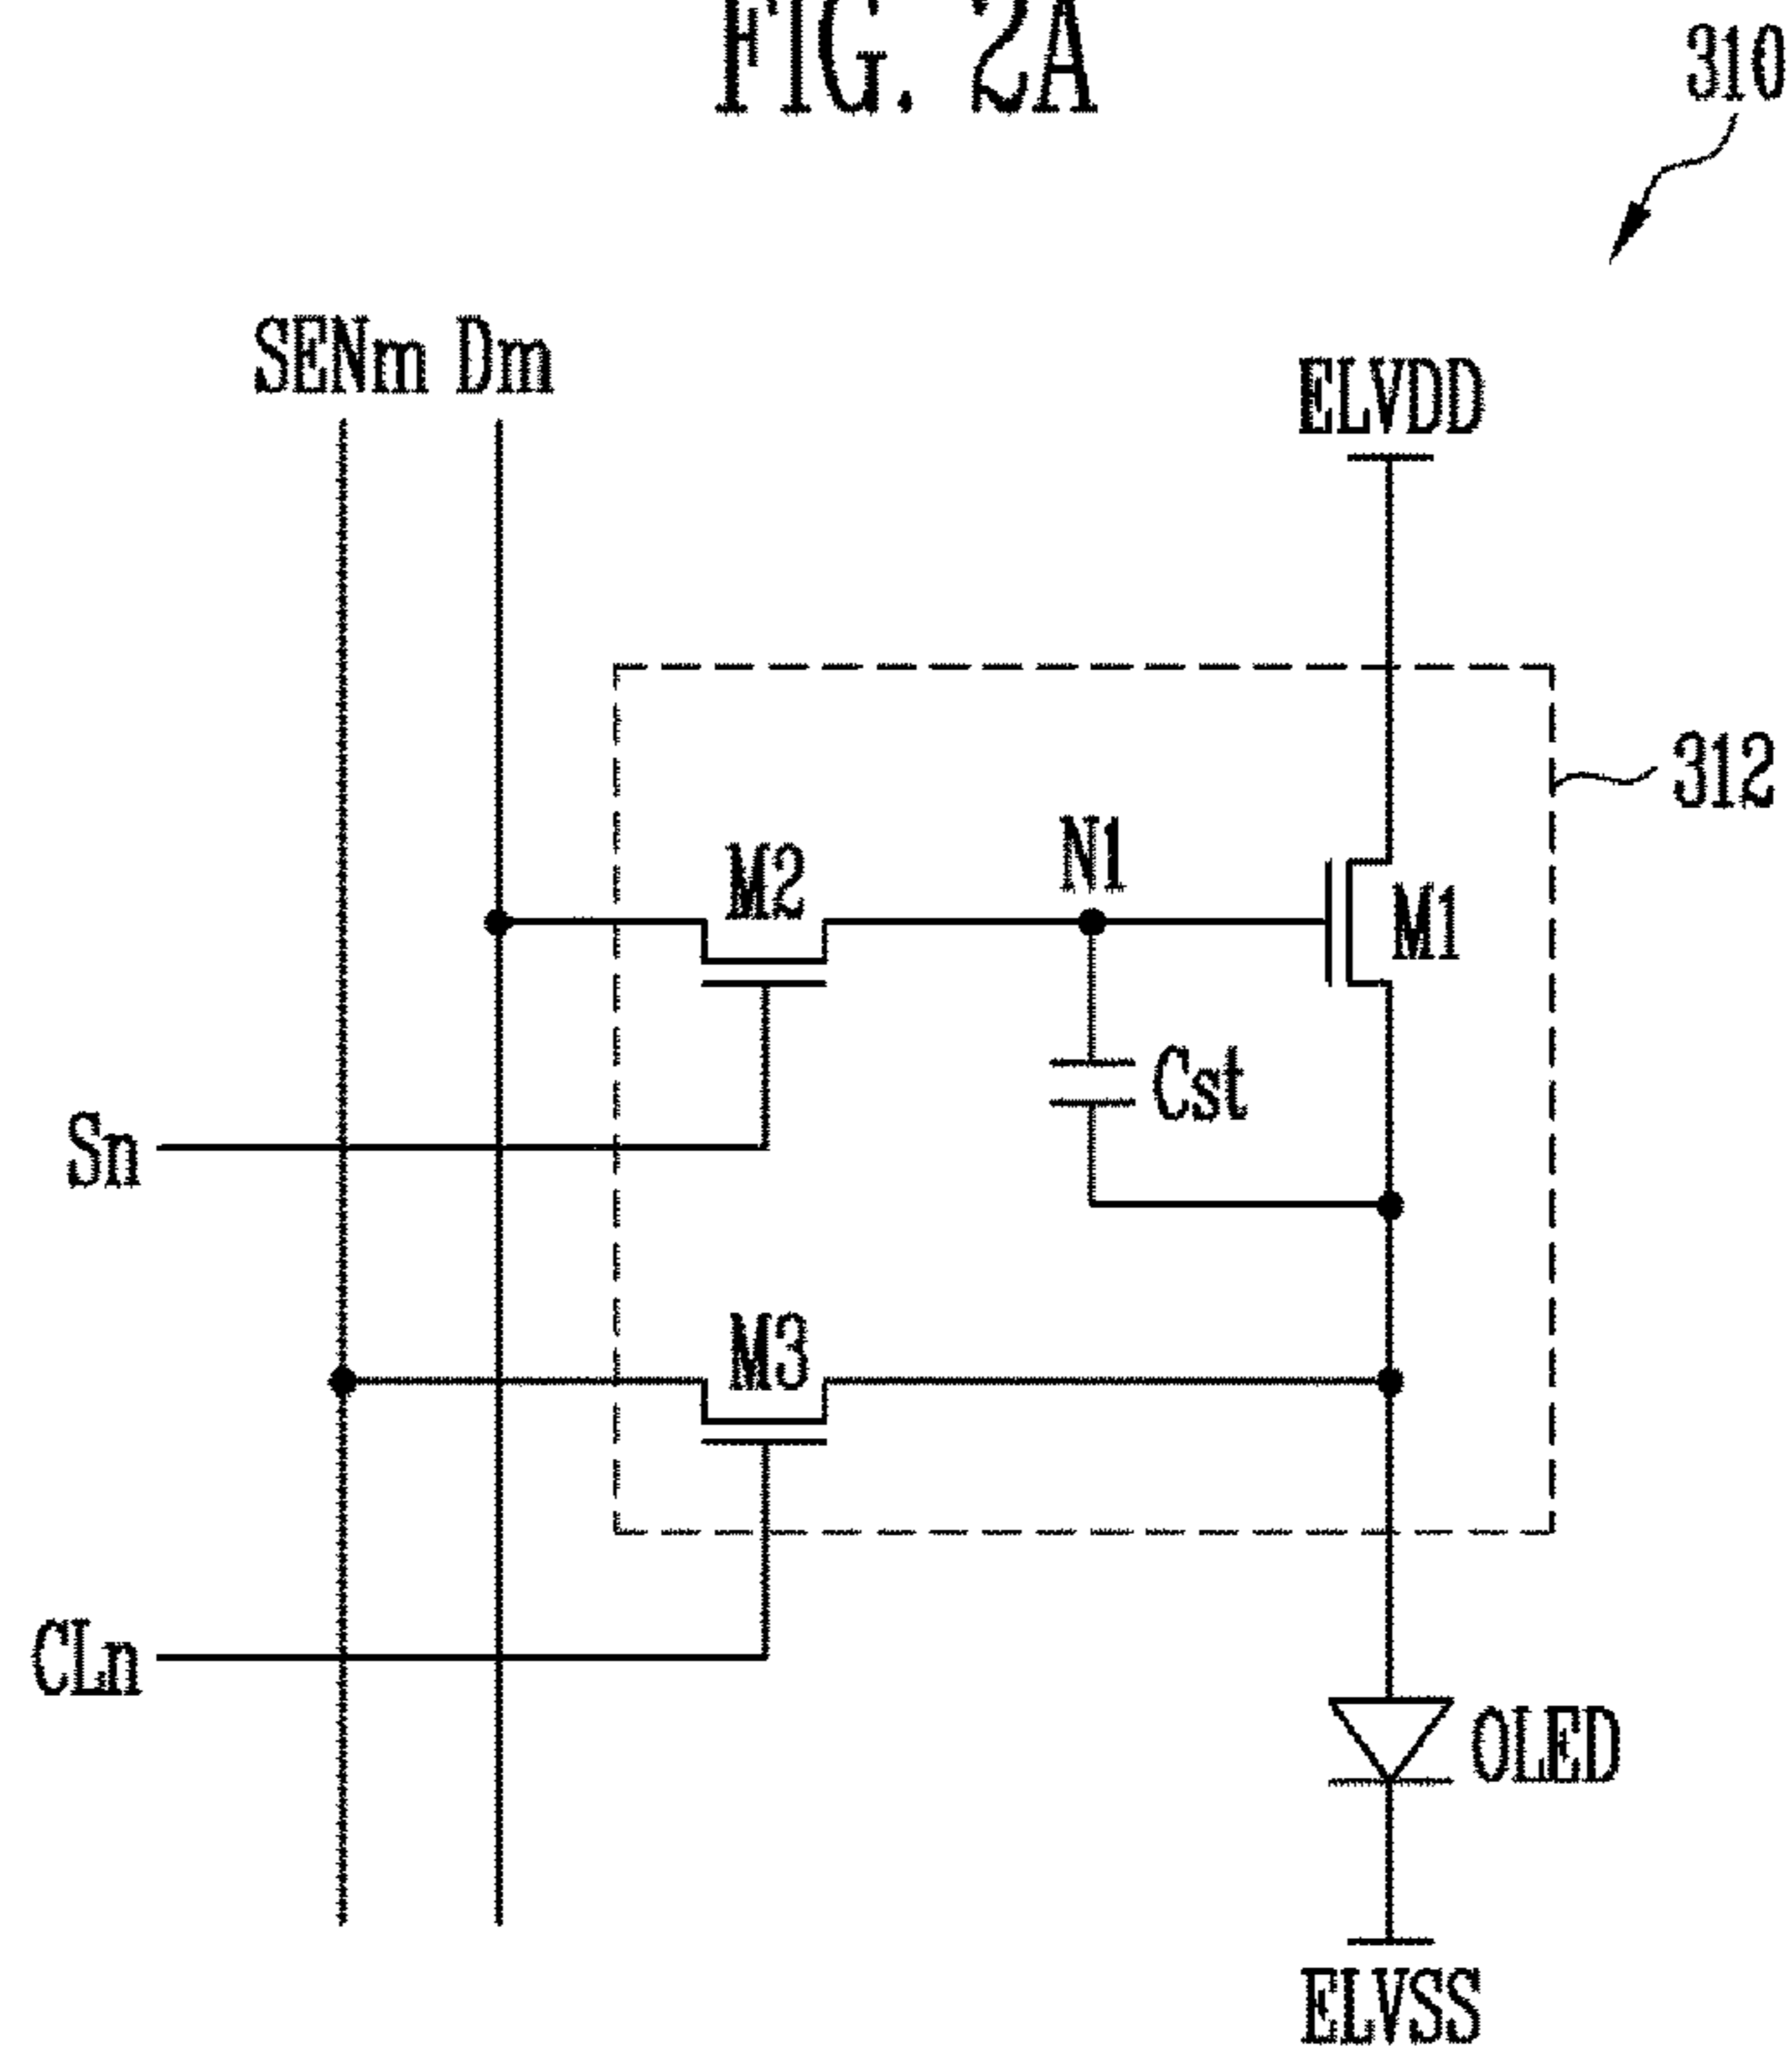 FIG. 2A
310
SENm Dm
ELVDD
312
M2
N1
M1
Cst
Sn
M3
CLn
OLED
ELVSS